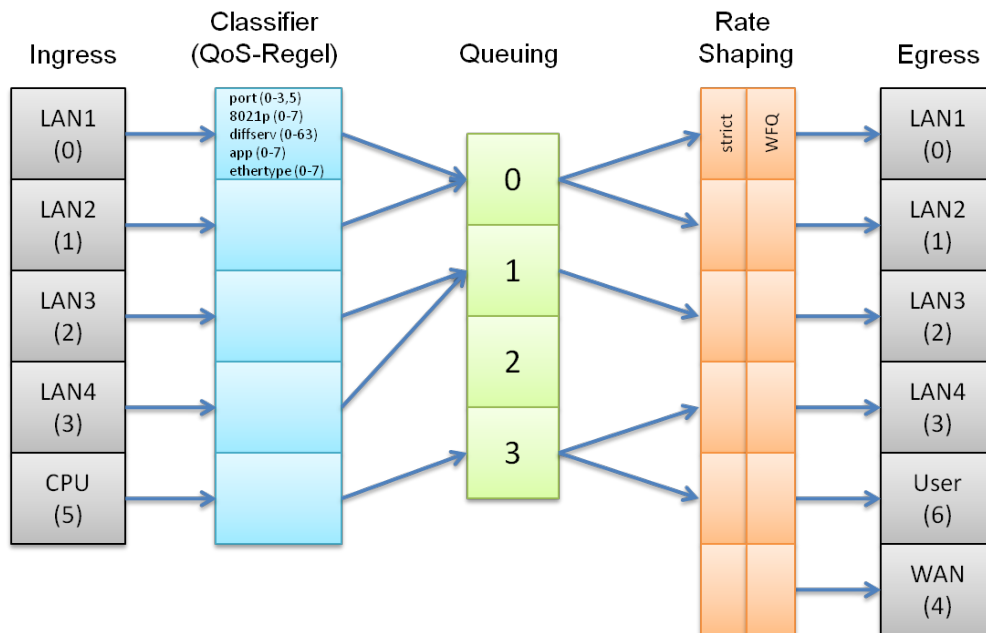 Ingress
Classifier
(QoS-Regel)
Queuing
Rate
Shaping
Egress
LAN1
(0)
LAN2
(1)
LAN3
(2)
LAN4
(3)
CPU
(5)
port (0-3,5)
8021p (0-7)
diffserv (0-63)
app (0-7)
ethertype (0-7)
0
1
2
3
strict
WFQ
LAN1
(0)
LAN2
(1)
LAN3
(2)
LAN4
(3)
User
(6)
WAN
(4)